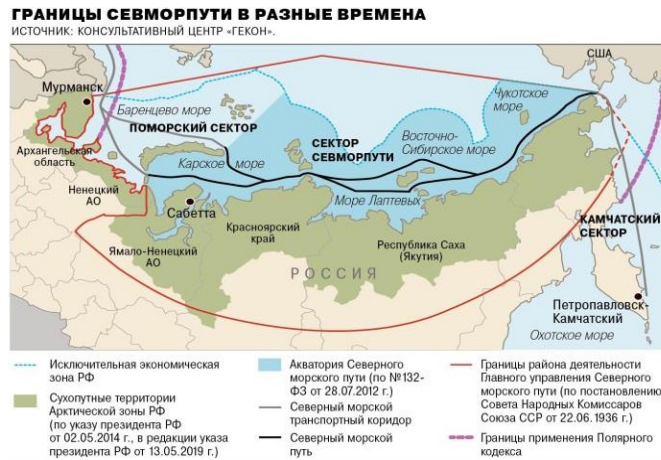 ГРАНИЦЫ СЕВМОРПУТИ В РАЗНЫЕ ВРЕМЕНА
ИСТОЧНИК: КОНСУЛЬТАТИВНЫЙ ЦЕНТР «ГЕКОН».
США
Мурманск
Чукотское
море
Баренцево море
ПОМОРСКИЙ СЕКТОР
СЕКТОР
СЕВМОРПУТИ
Восточно-
Сибирское море
Архангельская
область
Карское море
Ненецкий
АО
Сабетта
Море Лаптевых
Красноярский
край
КАМЧАТСКИЙ
СЕКТОР
Республика Саха
(Якутия)
Ямало-Ненецкий
АО
РОССИЯ
Петропавловск-
Камчатский
Охотское море
Исключительная экономическая
зона РФ
Сухопутные территории
Арктической зоны РФ
(по указу президента РФ
от 02.05.2014 г., в редакции указа
президента РФ от 13.05.2019 г.)
Акватория Северного
морского пути (по №132-
ФЗ от 28.07.2012 г.)
Северный морской
транспортный коридор
Северный морской
путь
Границы района деятельности
Главного управления Северного
морского пути (по постановлению
Совета Народных Комиссаров
Союза ССР от 22.06.1936 г.)
Границы применения Полярного
кодекса